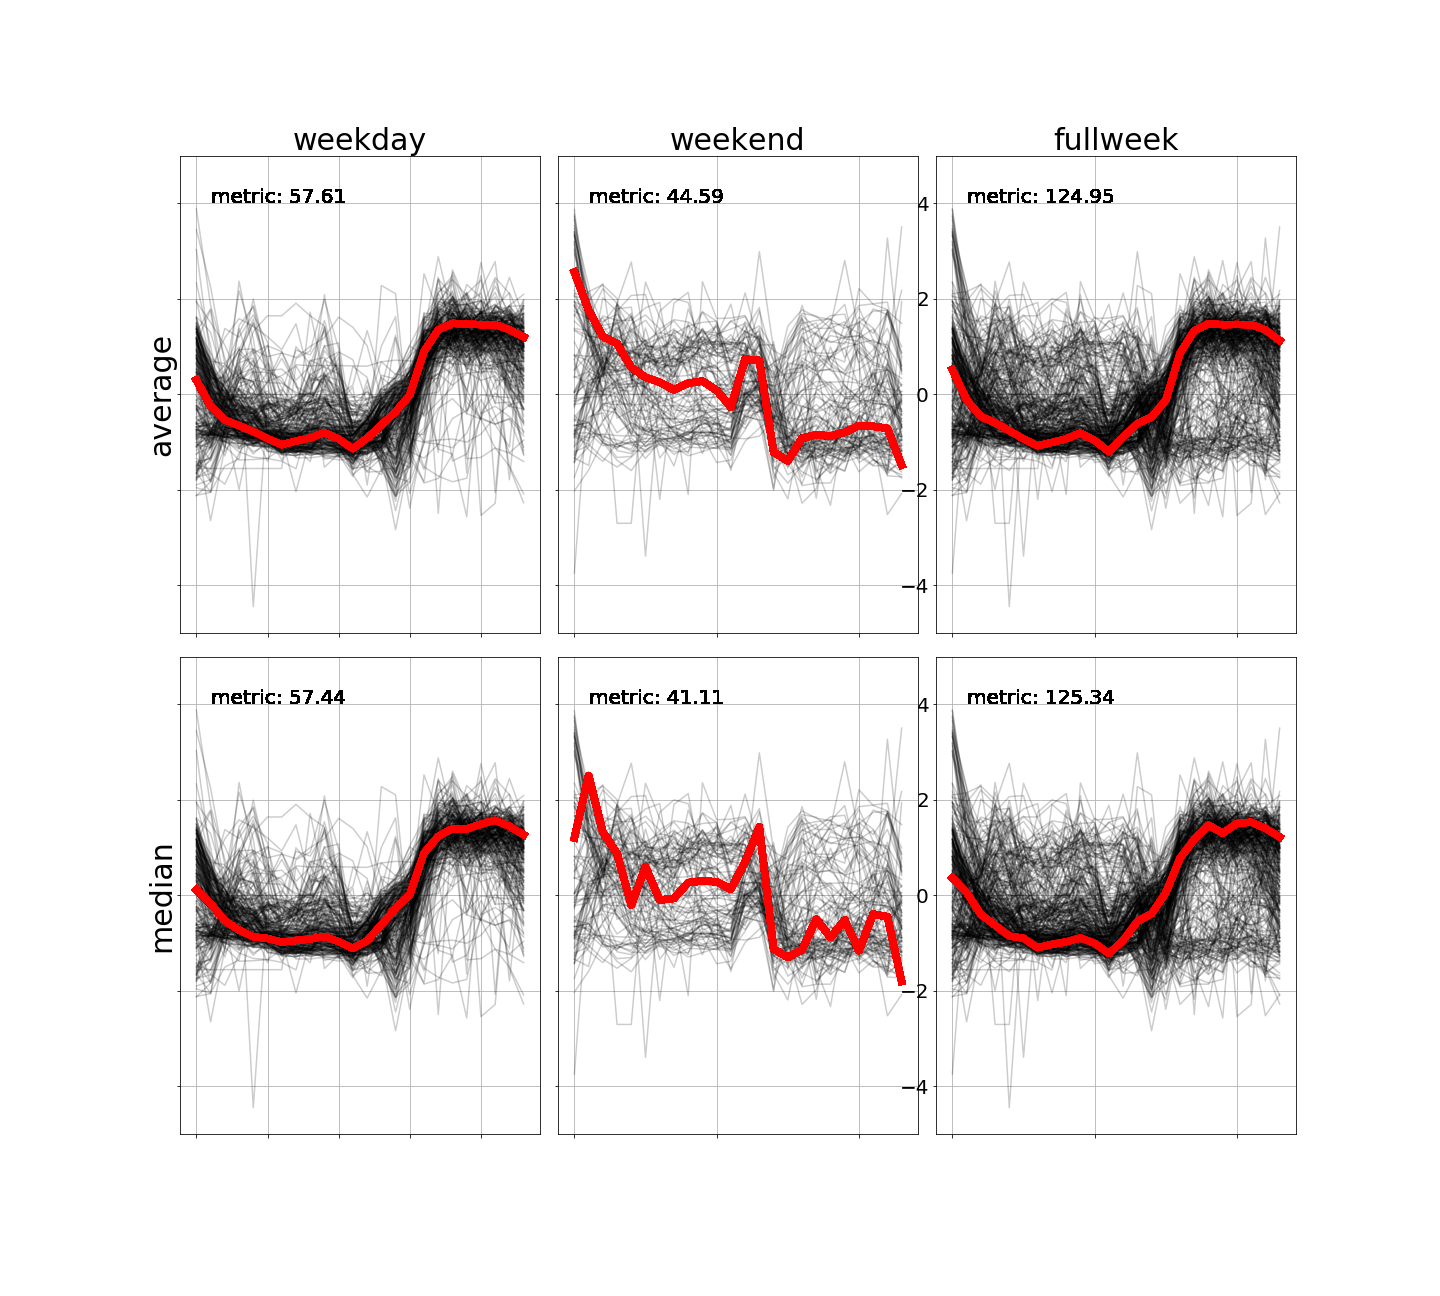 weekday
weekend
fullweek
average
metric: 57.61
metric: 44.59
metric: 124.95
4
2
0
−2
−4
median
metric: 57.44
metric: 41.11
metric: 125.34
4
2
0
−2
−4